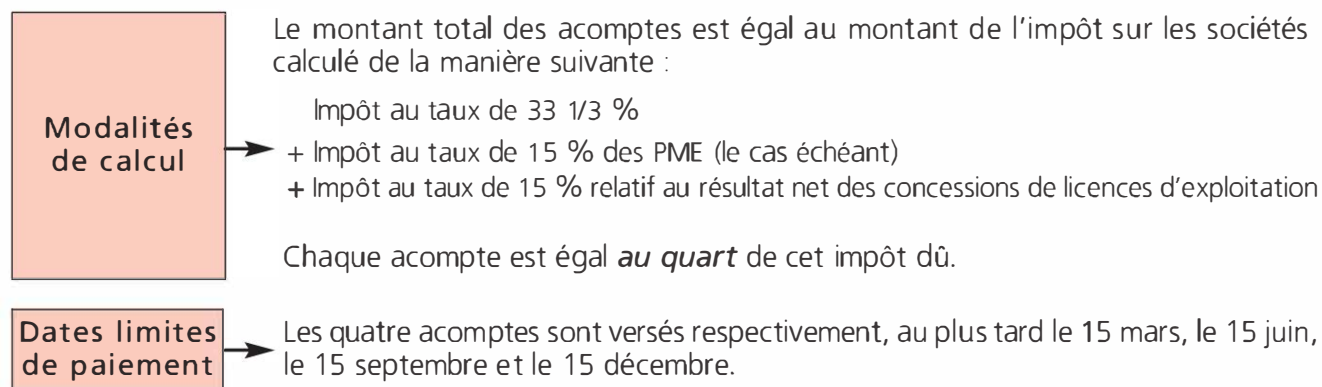 Modalités
de calcul
Le montant total des acomptes est égal au montant de l'impôt sur les sociétés
calculé de la manière suivante :
Impôt au taux de 33 1/3 %
+ Impôt au taux de 15 % des PME (le cas échéant)
+ Impôt au taux de 15 % relatif au résultat net des concessions de licences d'exploitation
Chaque acompte est égal au quart de cet impôt dû.
Dates limites
de paiement
Les quatre acomptes sont versés respectivement, au plus tard le 15 mars, le 15 juin,
le 15 septembre et le 15 décembre.